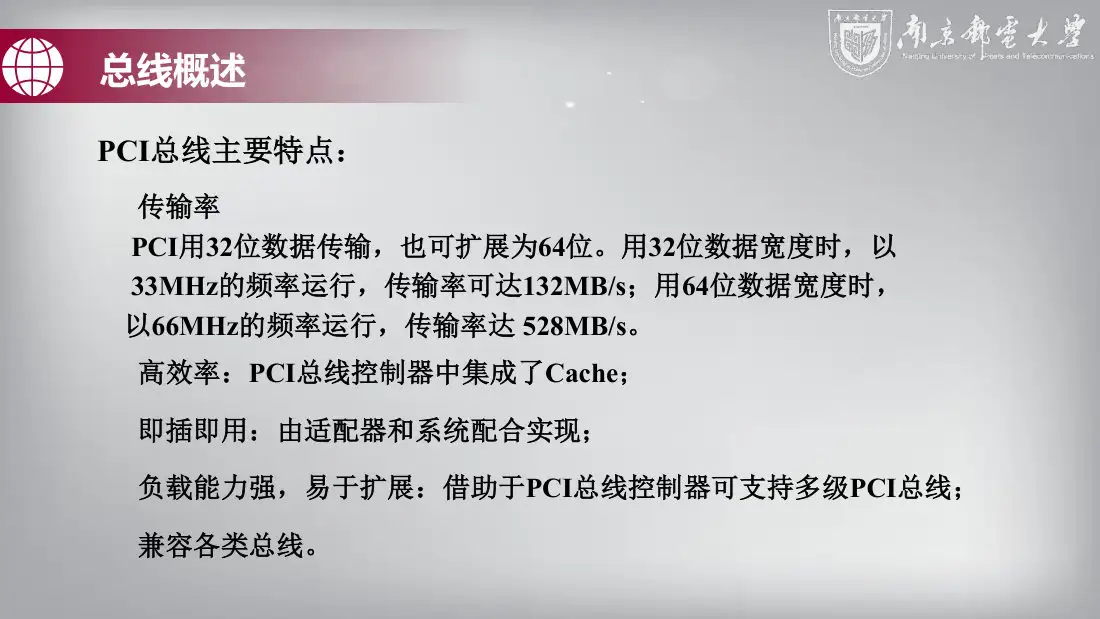 南京邮电大学
Nanjing University of Posts and Telecommunications
总线概述
PCI总线主要特点：
传输率
PCI用32位数据传输，也可扩展为64位。用32位数据宽度时，以
33MHz的频率运行，传输率可达132MB/s；用64位数据宽度时，
以66MHz的频率运行，传输率达 528MB/s。
高效率：PCI总线控制器中集成了Cache；
即插即用：由适配器和系统配合实现；
负载能力强，易于扩展：借助于PCI总线控制器可支持多级PCI总线；
兼容各类总线。